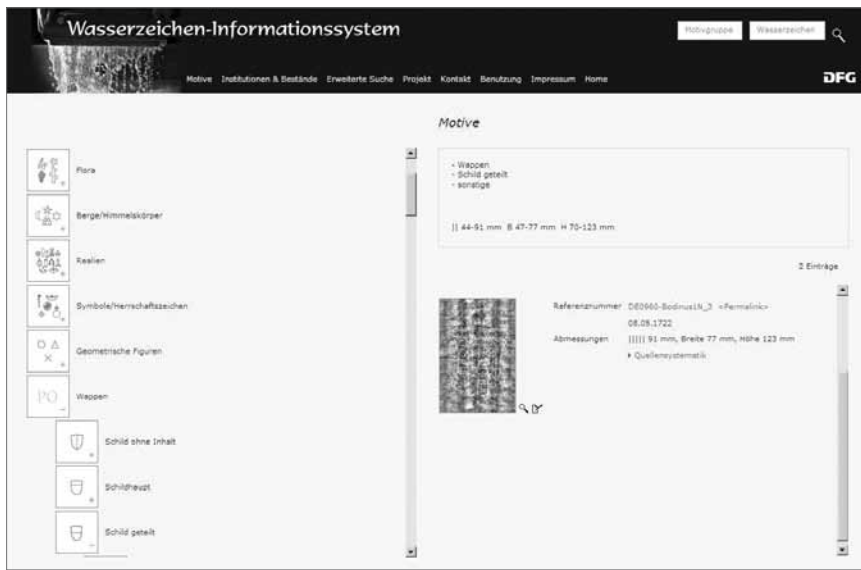 Wasserzeichen-Informationssystem
Motivgruppe
Wasserzeichen
Motive Institutionen & Bestände Erweiterte Suche Projekt Kontakt Benutzung Impressum Home
DFG
Flora
Berge/Himmelskörper
Realien
Symbole/Herrschaftszeichen
Geometrische Figuren
PO
Wappen
Schild ohne Inhalt
Schildhaupt
Schild geteilt
Motive
- Wappen
- Schild geteilt
- sonstige
|| 44-91 mm B 47-77 mm H 70-123 mm
2 Einträge
Referenznummer DE0960-Bodinus1N_2 <Permalink>
08.05.1722
Abmessungen ||||| 91 mm, Breite 77 mm, Höhe 123 mm
Quellensystematik